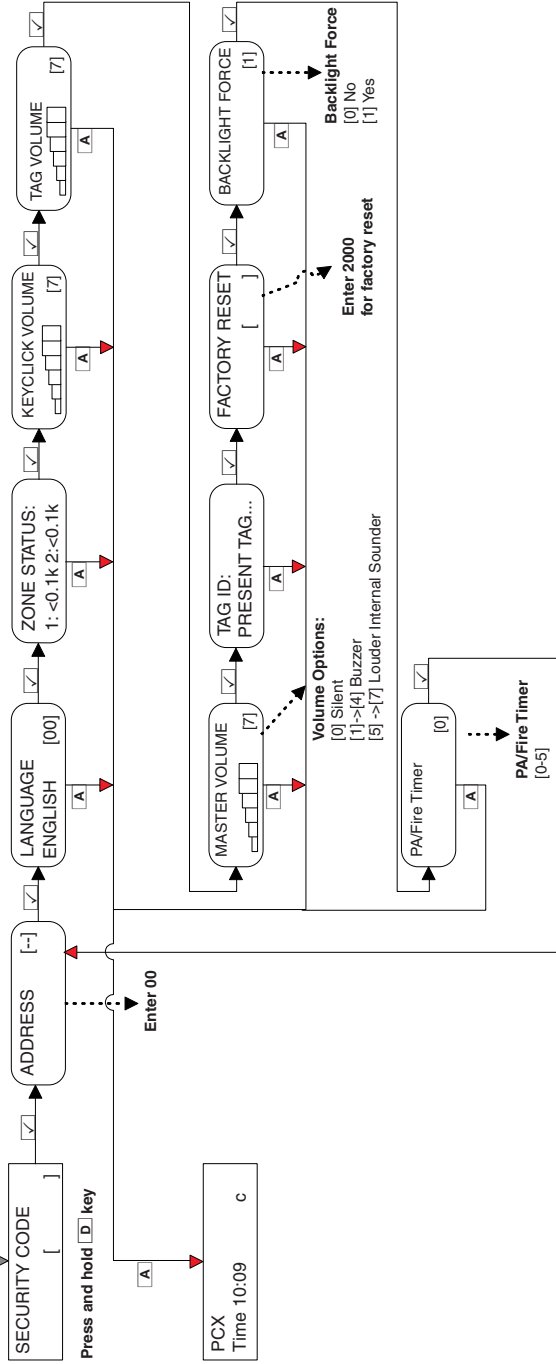 SECURITY CODE
[ ]
Press and hold D key
✓
ADDRESS [--]
Enter 00
✓
LANGUAGE
ENGLISH [00]
A
✓
ZONE STATUS:
1: <0.1k 2:<0.1k
A
✓
KEYCLICK VOLUME
[7]
A
✓
TAG VOLUME
[7]
A
✓
A
PCX
Time 10:09 c
MASTER VOLUME
[7]
A
Volume Options:
[0] Silent
[1]->[4] Buzzer
[5] ->[7] Louder Internal Sounder
✓
TAG ID:
PRESENT TAG...
A
✓
FACTORY RESET
[ ]
A
Enter 2000
for factory reset
✓
BACKLIGHT FORCE
[1]
A
Backlight Force
[0] No
[1] Yes
✓
PA/Fire Timer
[0]
A
✓
PA/Fire Timer
[0-5]